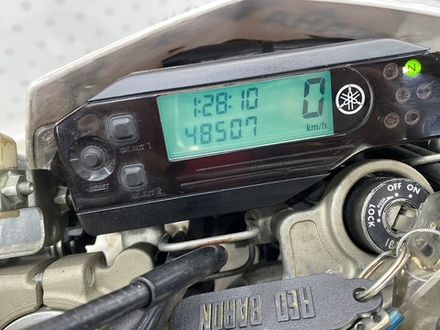 1:28:10
48507
0
km/h
N
SELECT 1
RESET
SELECT 2
OFF ON
LOCK
RED BARON